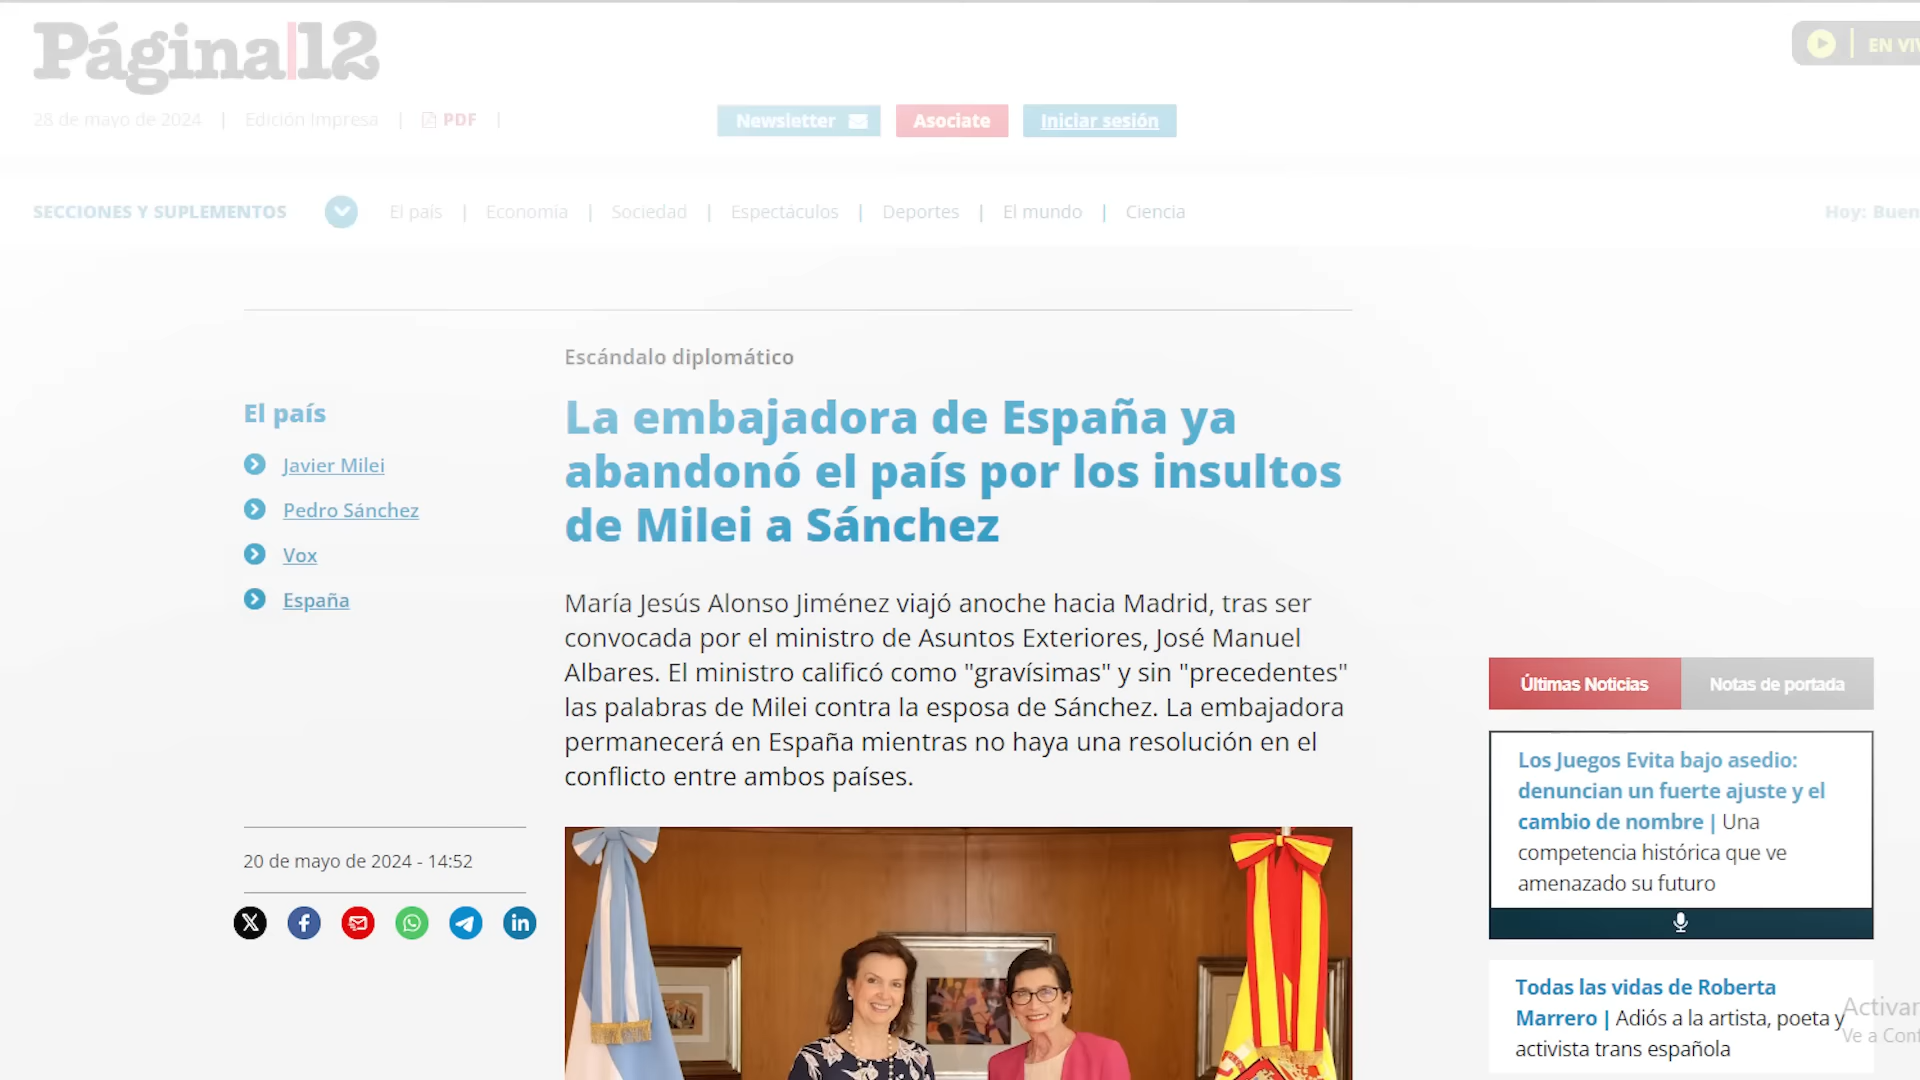 Página|12
EN VI
28 de mayo de 2024 | Edición Impresa | PDF |
Newsletter Asociate Iniciar sesión
SECCIONES Y SUPLEMENTOS El país | Economía | Sociedad | Espectáculos | Deportes | El mundo | Ciencia
Hoy: Buen
Escándalo diplomático
La embajadora de España ya
abandonó el país por los insultos
de Milei a Sánchez
El país
Javier Milei
Pedro Sánchez
Vox
España
María Jesús Alonso Jiménez viajó anoche hacia Madrid, tras ser
convocada por el ministro de Asuntos Exteriores, José Manuel
Albares. El ministro calificó como "gravísimas" y sin "precedentes"
las palabras de Milei contra la esposa de Sánchez. La embajadora
permanecerá en España mientras no haya una resolución en el
conflicto entre ambos países.
20 de mayo de 2024 - 14:52
Últimas Noticias Notas de portada
Los Juegos Evita bajo asedio:
denuncian un fuerte ajuste y el
cambio de nombre | Una
competencia histórica que ve
amenazado su futuro
Todas las vidas de Roberta
Marrero | Adiós a la artista, poeta y
activista trans española
Activar
Ve a Conf